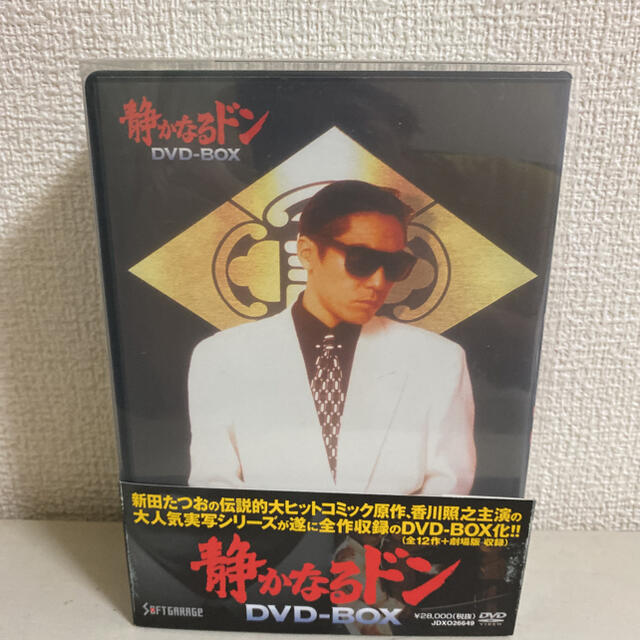 静かなるドン
DVD-BOX
新田たつおの伝説的大ヒットコミック原作、香川照之主演の
大人気実写シリーズが遂に全作収録のDVD-BOX化!!
(全12作+劇場版 収録)
静かなるドン
DVD-BOX
SOFTGARAGE
¥28,000(税抜)
JDXO26649
DVD
VIDEO